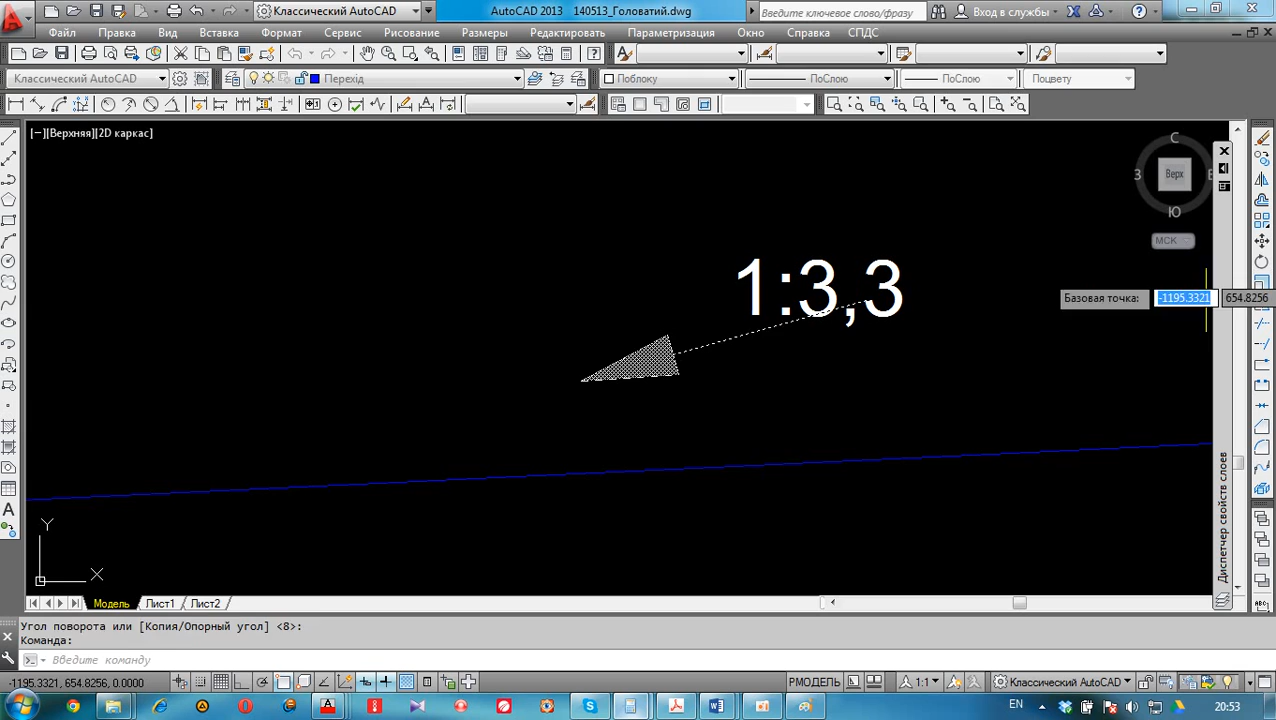 AutoCAD 2013 140513_Головатий.dwg
Классический AutoCAD
Введите ключевое слово/фразу
Вход в службы
Файл Правка Вид Вставка Формат Сервис Рисование Размеры Редактировать Параметризация Окно Справка СПДС
Классический AutoCAD
Перехід
Поблоку
ПоСлою
ПоСлою
Поцвету
[−][Верхняя][2D каркас]
С
З
В
Верх
Ю
МСК
1:3,3
Базовая точка: -1195.3321 654.8256
Диспетчер свойств слоев
Y
X
Модель Лист1 Лист2
Угол поворота или [Копия/Опорный угол] <8>:
Команда:
Введите команду
-1195.3321, 654.8256, 0.0000
РМОДЕЛЬ
1:1
Классический AutoCAD
EN
20:53